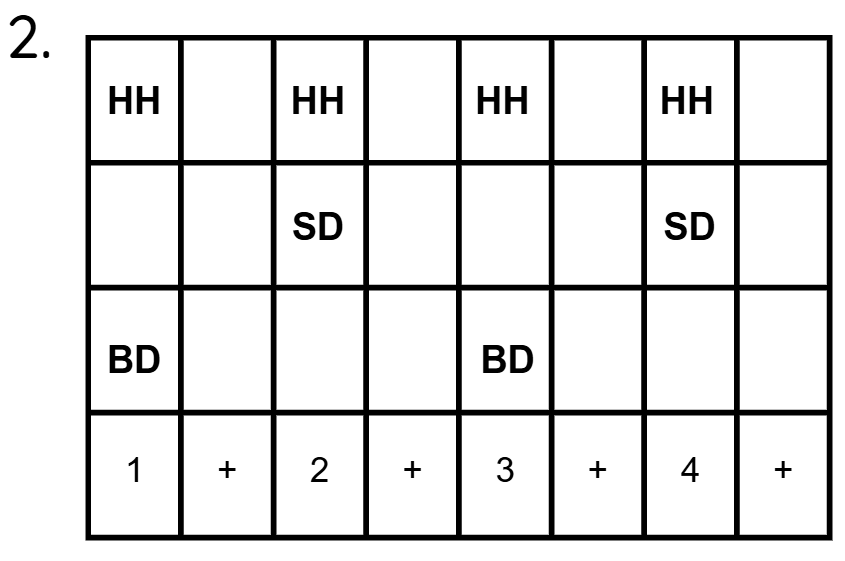 2.
HH HH HH HH
SD SD
BD BD
1 + 2 + 3 + 4 +